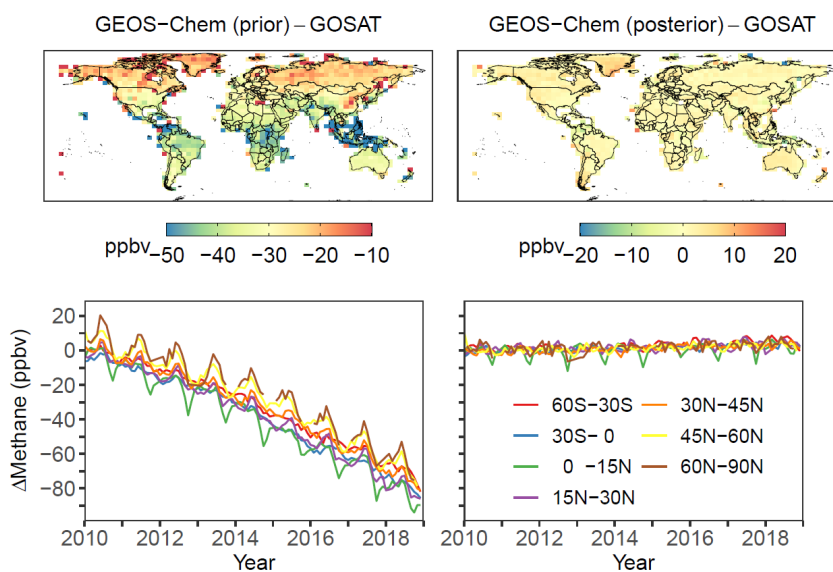 GEOS−Chem (prior) – GOSAT
GEOS−Chem (posterior) – GOSAT
ppbv −50 −40 −30 −20 −10
ppbv −20 −10 0 10 20
ΔMethane (ppbv)
20
0
−20
−40
−60
−80
60S−30S
30S− 0
0 −15N
15N−30N
30N−45N
45N−60N
60N−90N
2010 2012 2014 2016 2018
Year
2010 2012 2014 2016 2018
Year